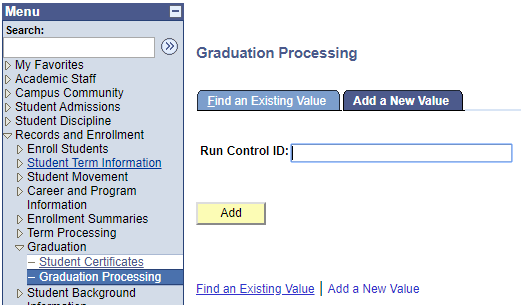 Menu
Search:
My Favorites
Academic Staff
Campus Community
Student Admissions
Student Discipline
Records and Enrollment
Enroll Students
Student Term Information
Student Movement
Career and Program
Information
Enrollment Summaries
Term Processing
Graduation
– Student Certificates
– Graduation Processing
Student Background
Information
Graduation Processing
Find an Existing Value
Add a New Value
Run Control ID:
Add
Find an Existing Value | Add a New Value